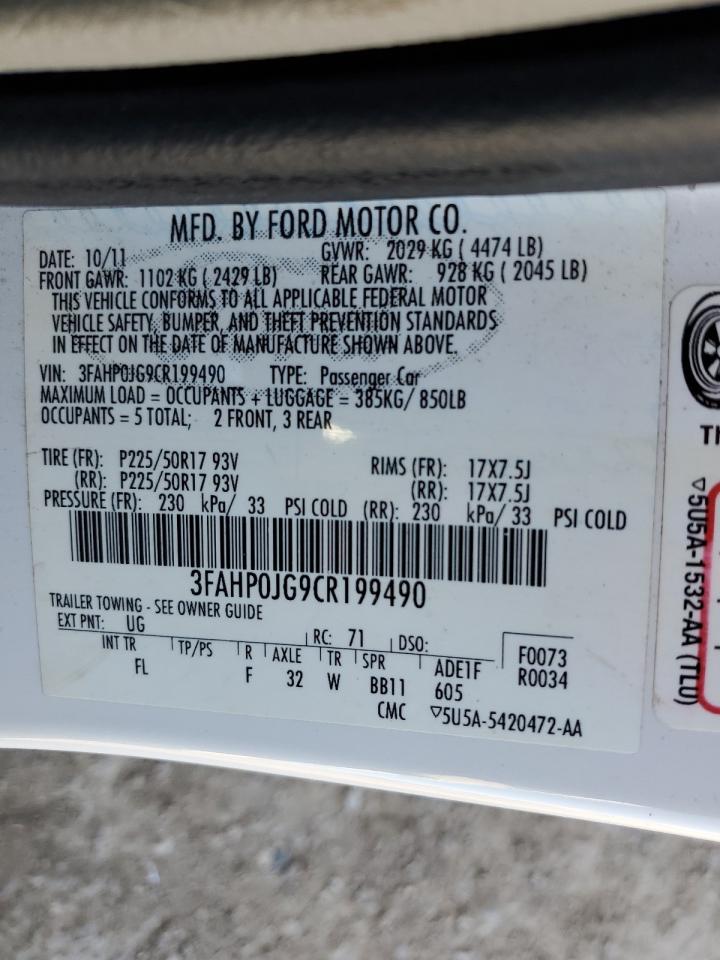 MFD. BY FORD MOTOR CO.
DATE: 10/11 GVWR: 2029 KG ( 4474 LB)
FRONT GAWR: 1102 KG ( 2429 LB) REAR GAWR: 928 KG ( 2045 LB)
THIS VEHICLE CONFORMS TO ALL APPLICABLE FEDERAL MOTOR
VEHICLE SAFETY, BUMPER, AND THEFT PREVENTION STANDARDS
IN EFFECT ON THE DATE OF MANUFACTURE SHOWN ABOVE.
VIN: 3FAHP0JG9CR199490 TYPE: Passenger Car
MAXIMUM LOAD = OCCUPANTS + LUGGAGE = 385KG/ 850LB
OCCUPANTS = 5 TOTAL; 2 FRONT, 3 REAR
TIRE (FR): P225/50R17 93V RIMS (FR): 17X7.5J
(RR): P225/50R17 93V (RR): 17X7.5J
PRESSURE (FR): 230 kPa/ 33 PSI COLD (RR): 230 kPa/ 33 PSI COLD
3FAHP0JG9CR199490
TRAILER TOWING - SEE OWNER GUIDE
EXT PNT: UG RC: 71 DSO: F0073
INT TR TP/PS R AXLE TR SPR ADE1F R0034
FL F 32 W BB11 605
CMC ▽5U5A-5420472-AA
▽5U5A-1532-AA (TLU)